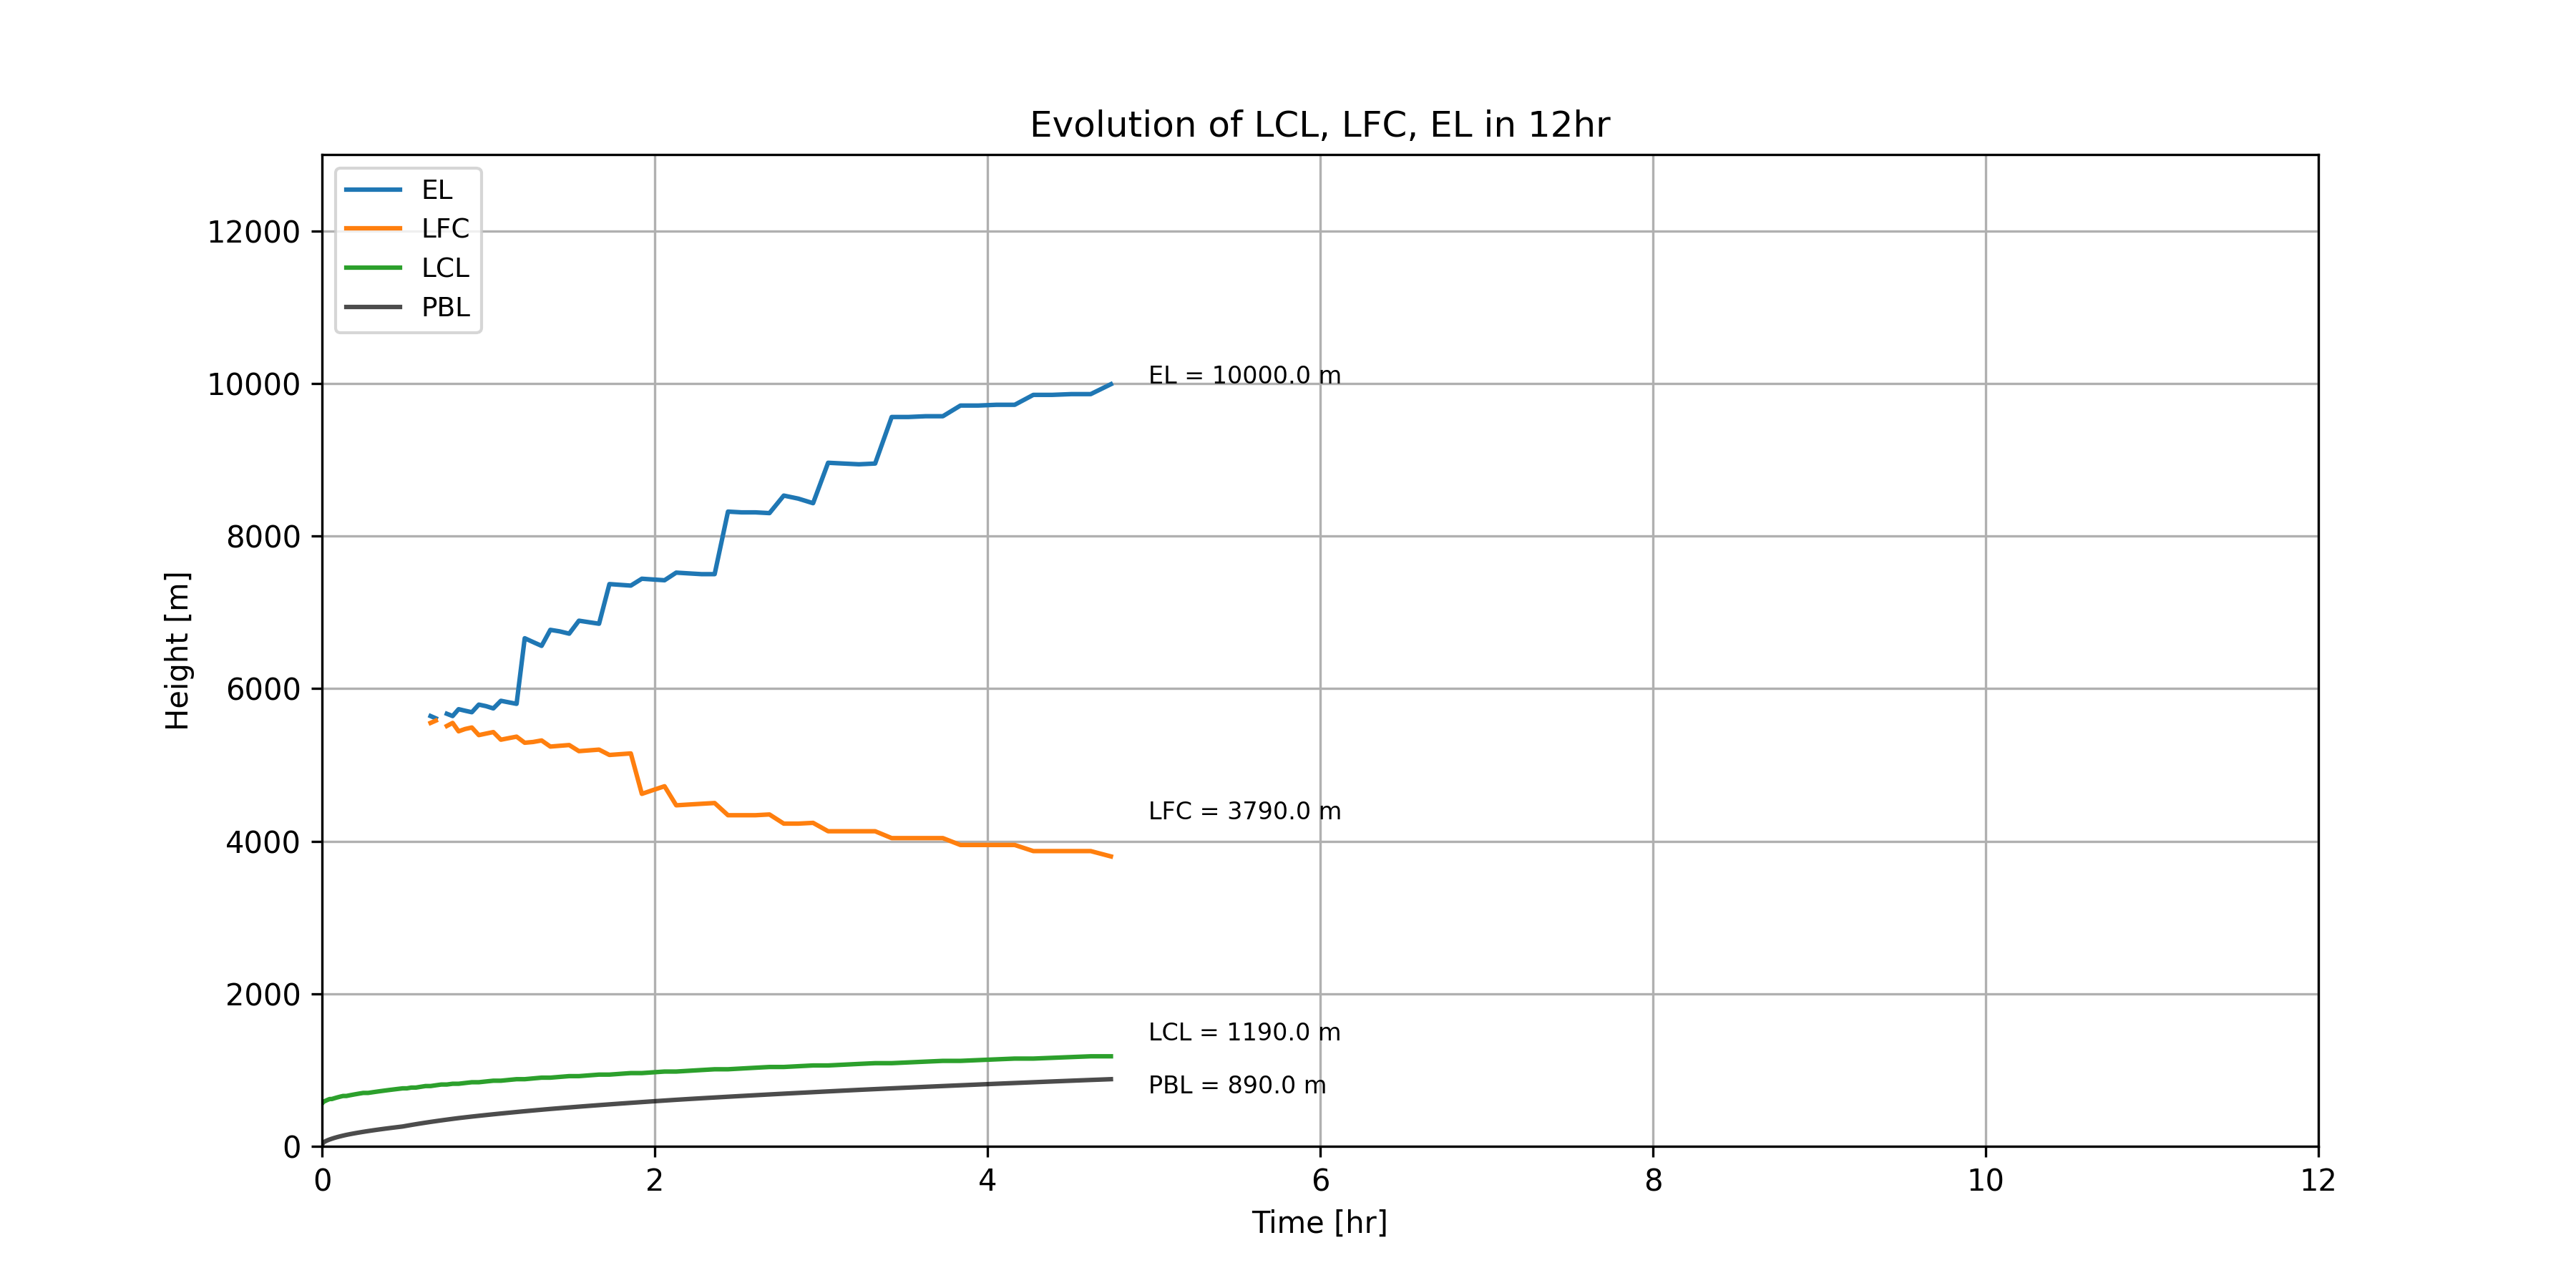 Evolution of LCL, LFC, EL in 12hr
EL
LFC
LCL
PBL
12000
10000
8000
6000
4000
2000
0
Height [m]
EL = 10000.0 m
LFC = 3790.0 m
LCL = 1190.0 m
PBL = 890.0 m
0 2 4 6 8 10 12
Time [hr]